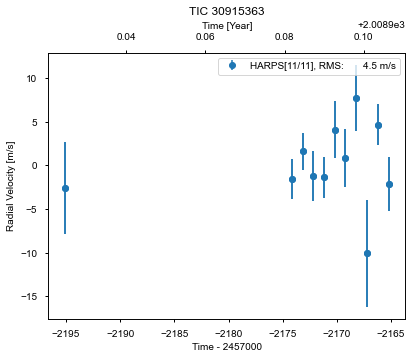 TIC 30915363
Time [Year]
+2.0089e3
0.04 0.06 0.08 0.10
HARPS[11/11], RMS: 4.5 m/s
10
5
0
−5
−10
−15
Radial Velocity [m/s]
−2195 −2190 −2185 −2180 −2175 −2170 −2165
Time - 2457000